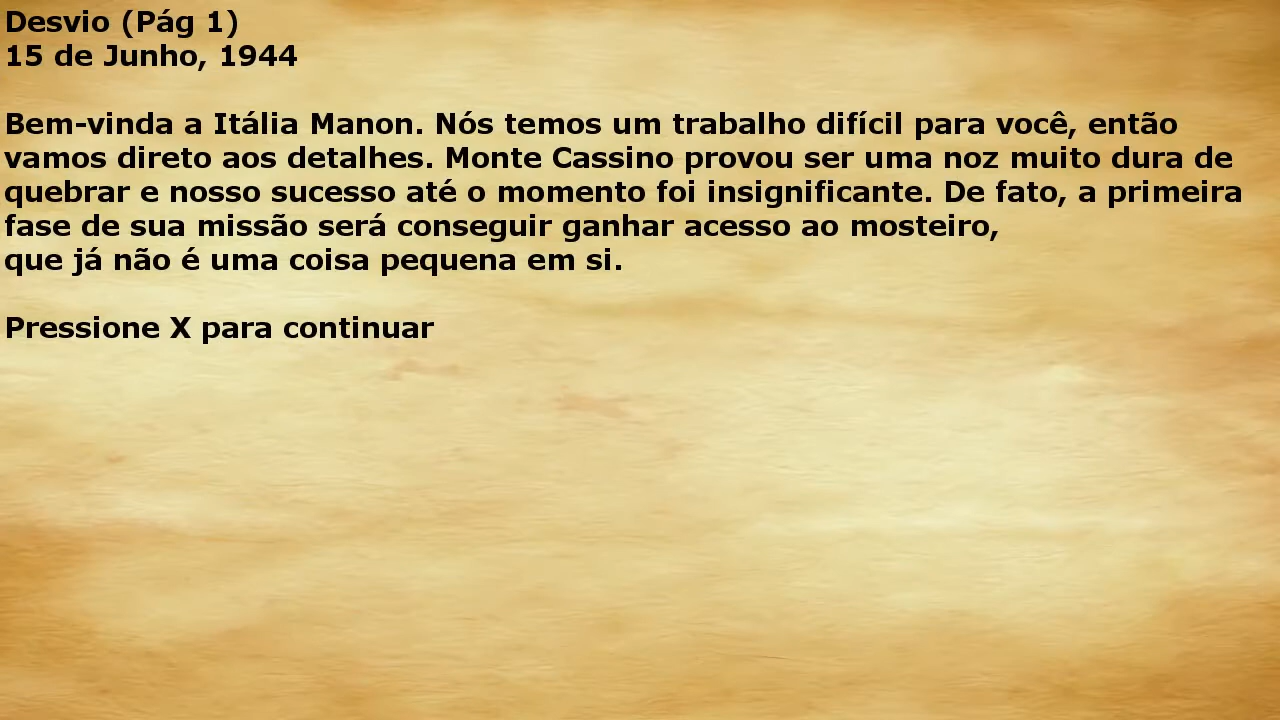 Desvio (Pág 1)
15 de Junho, 1944
Bem-vinda a Itália Manon. Nós temos um trabalho difícil para você, então
vamos direto aos detalhes. Monte Cassino provou ser uma noz muito dura de
quebrar e nosso sucesso até o momento foi insignificante. De fato, a primeira
fase de sua missão será conseguir ganhar acesso ao mosteiro,
que já não é uma coisa pequena em si.
Pressione X para continuar